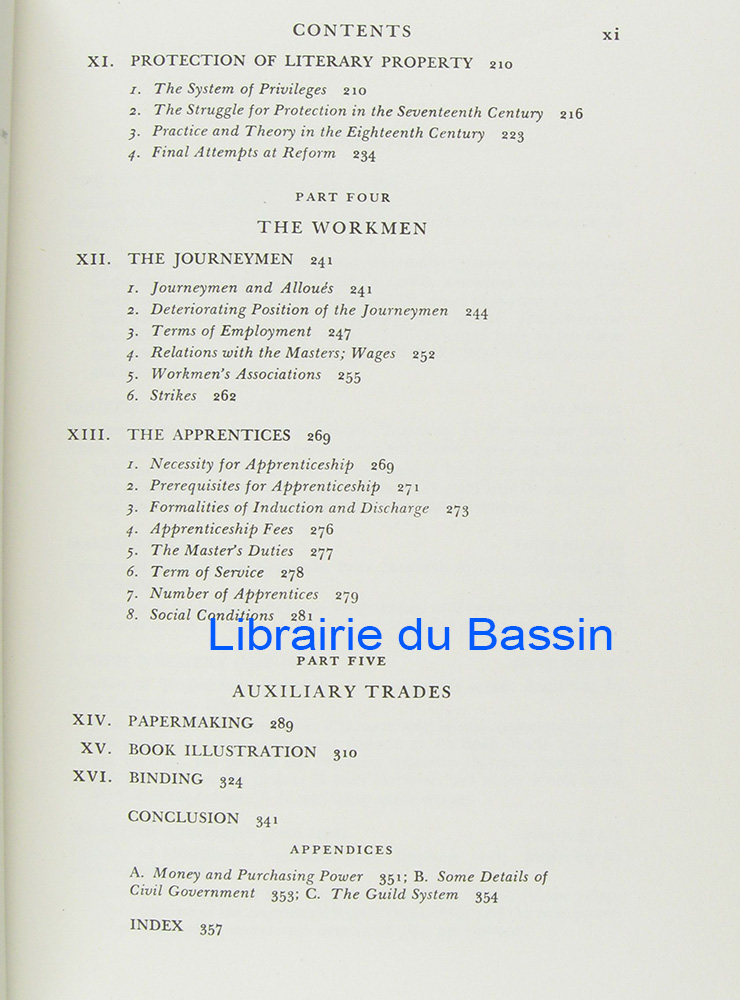 CONTENTS xi
XI. PROTECTION OF LITERARY PROPERTY 210
1. The System of Privileges 210
2. The Struggle for Protection in the Seventeenth Century 216
3. Practice and Theory in the Eighteenth Century 223
4. Final Attempts at Reform 234
PART FOUR
THE WORKMEN
XII. THE JOURNEYMEN 241
1. Journeymen and Alloués 241
2. Deteriorating Position of the Journeymen 244
3. Terms of Employment 247
4. Relations with the Masters; Wages 252
5. Workmen's Associations 255
6. Strikes 262
XIII. THE APPRENTICES 269
1. Necessity for Apprenticeship 269
2. Prerequisites for Apprenticeship 271
3. Formalities of Induction and Discharge 273
4. Apprenticeship Fees 276
5. The Master's Duties 277
6. Term of Service 278
7. Number of Apprentices 279
8. Social Conditions 281
Librairie du Bassin
PART FIVE
AUXILIARY TRADES
XIV. PAPERMAKING 289
XV. BOOK ILLUSTRATION 310
XVI. BINDING 324
CONCLUSION 341
APPENDICES
A. Money and Purchasing Power 351; B. Some Details of
Civil Government 353; C. The Guild System 354
INDEX 357